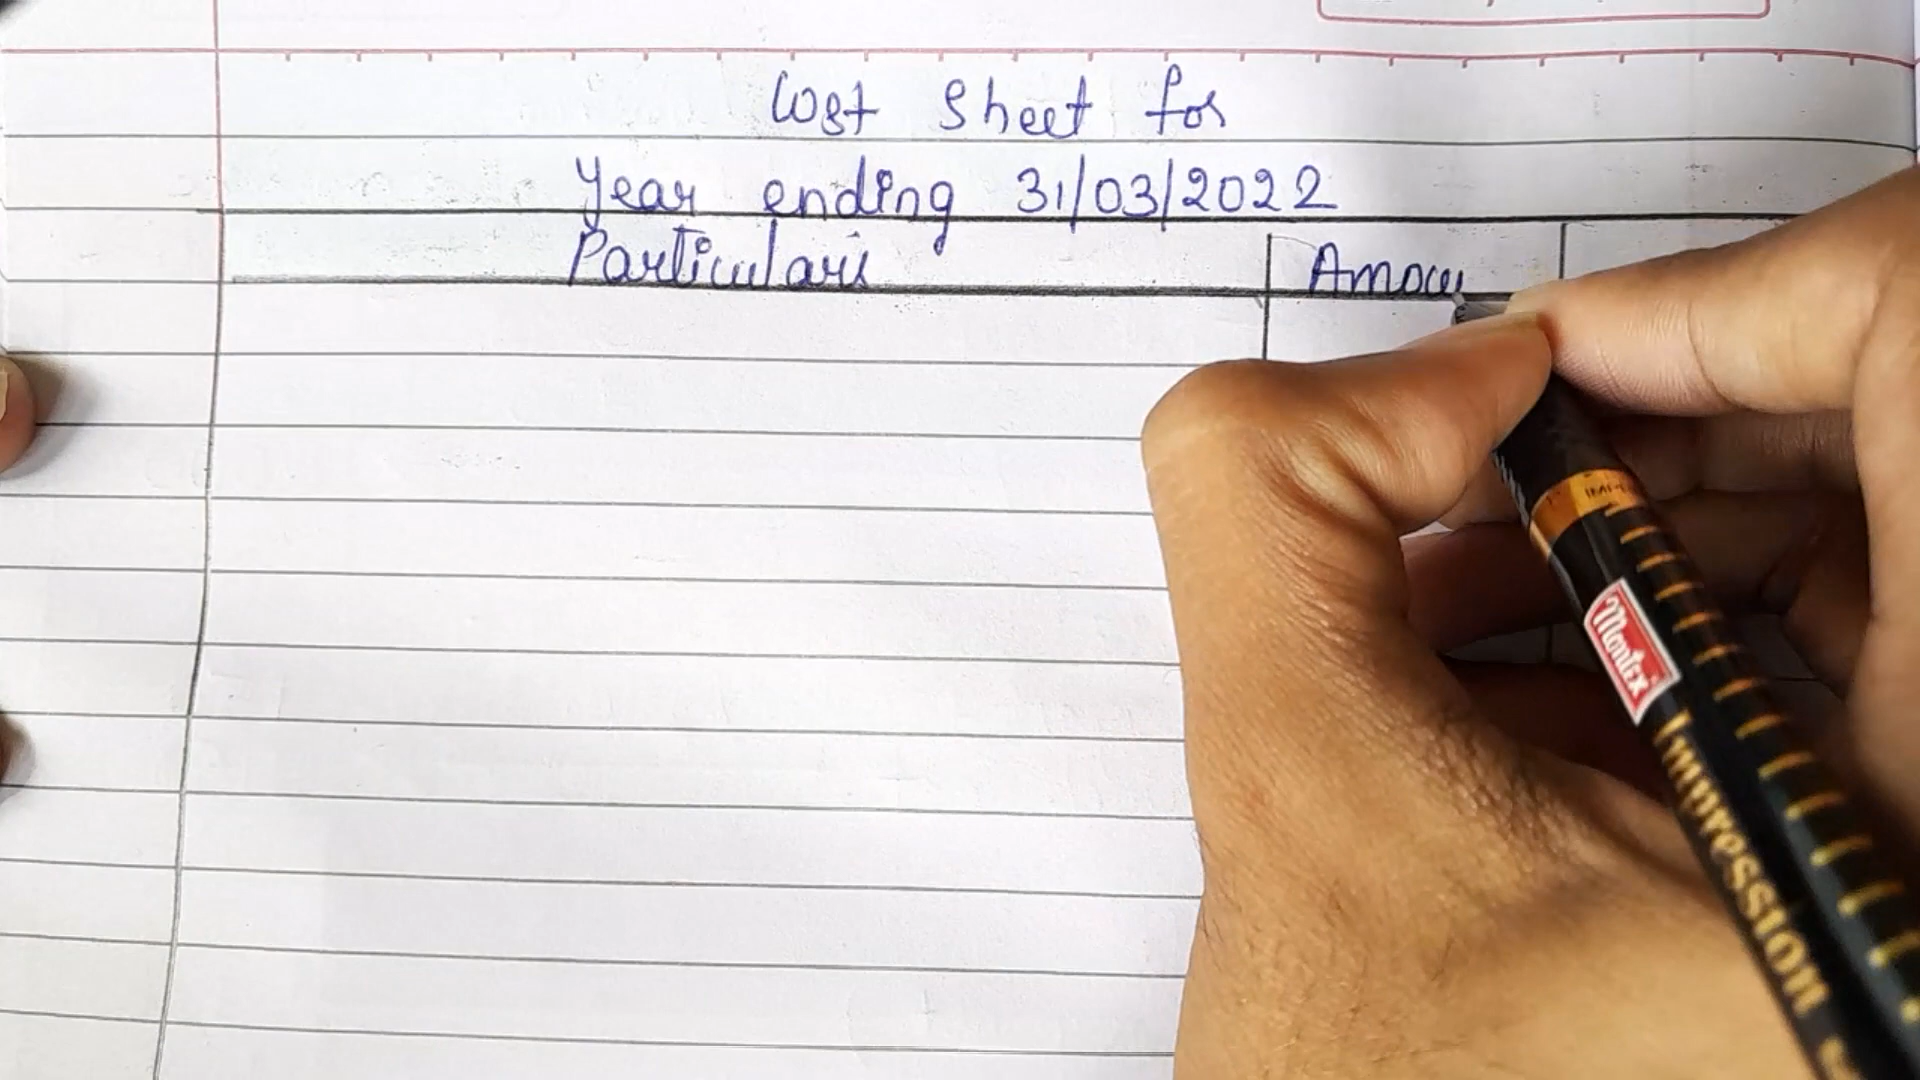 Cost Sheet for
Year ending 31/03/2022
Particulars Amou
Montex
Impression